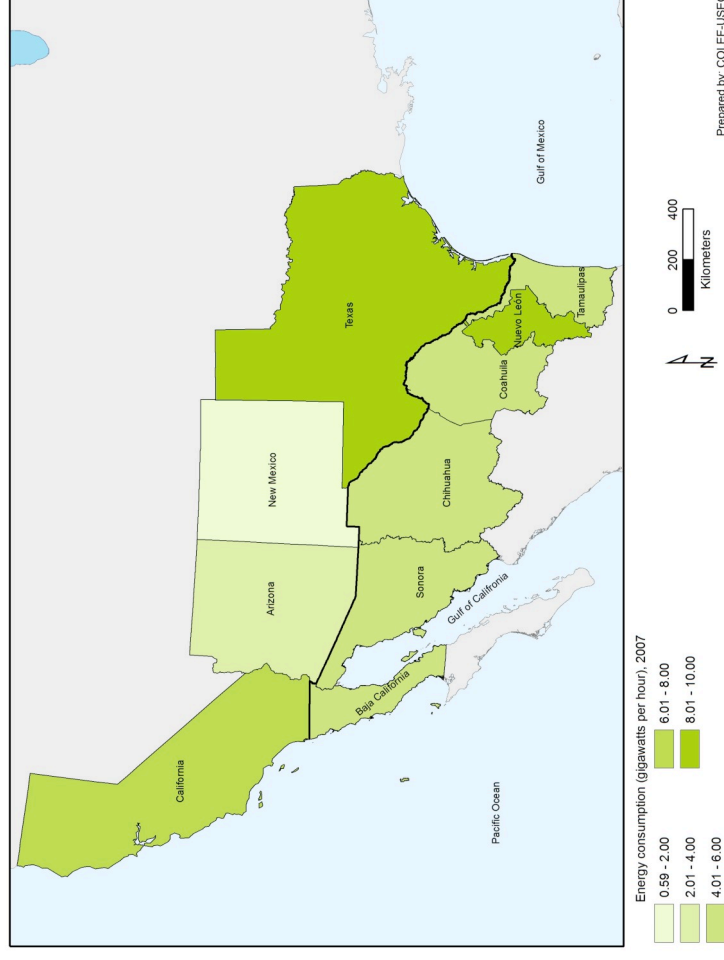 California
Arizona
New Mexico
Texas
Baja California
Sonora
Chihuahua
Coahuila
Nuevo León
Tamaulipas
Gulf of Califronia
Pacific Ocean
Gulf of Mexico
Energy consumption (gigawatts per hour), 2007
0.59 - 2.00
2.01 - 4.00
4.01 - 6.00
6.01 - 8.00
8.01 - 10.00
N
0 200 400
Kilometers
Prepared by: COLEF-USEG